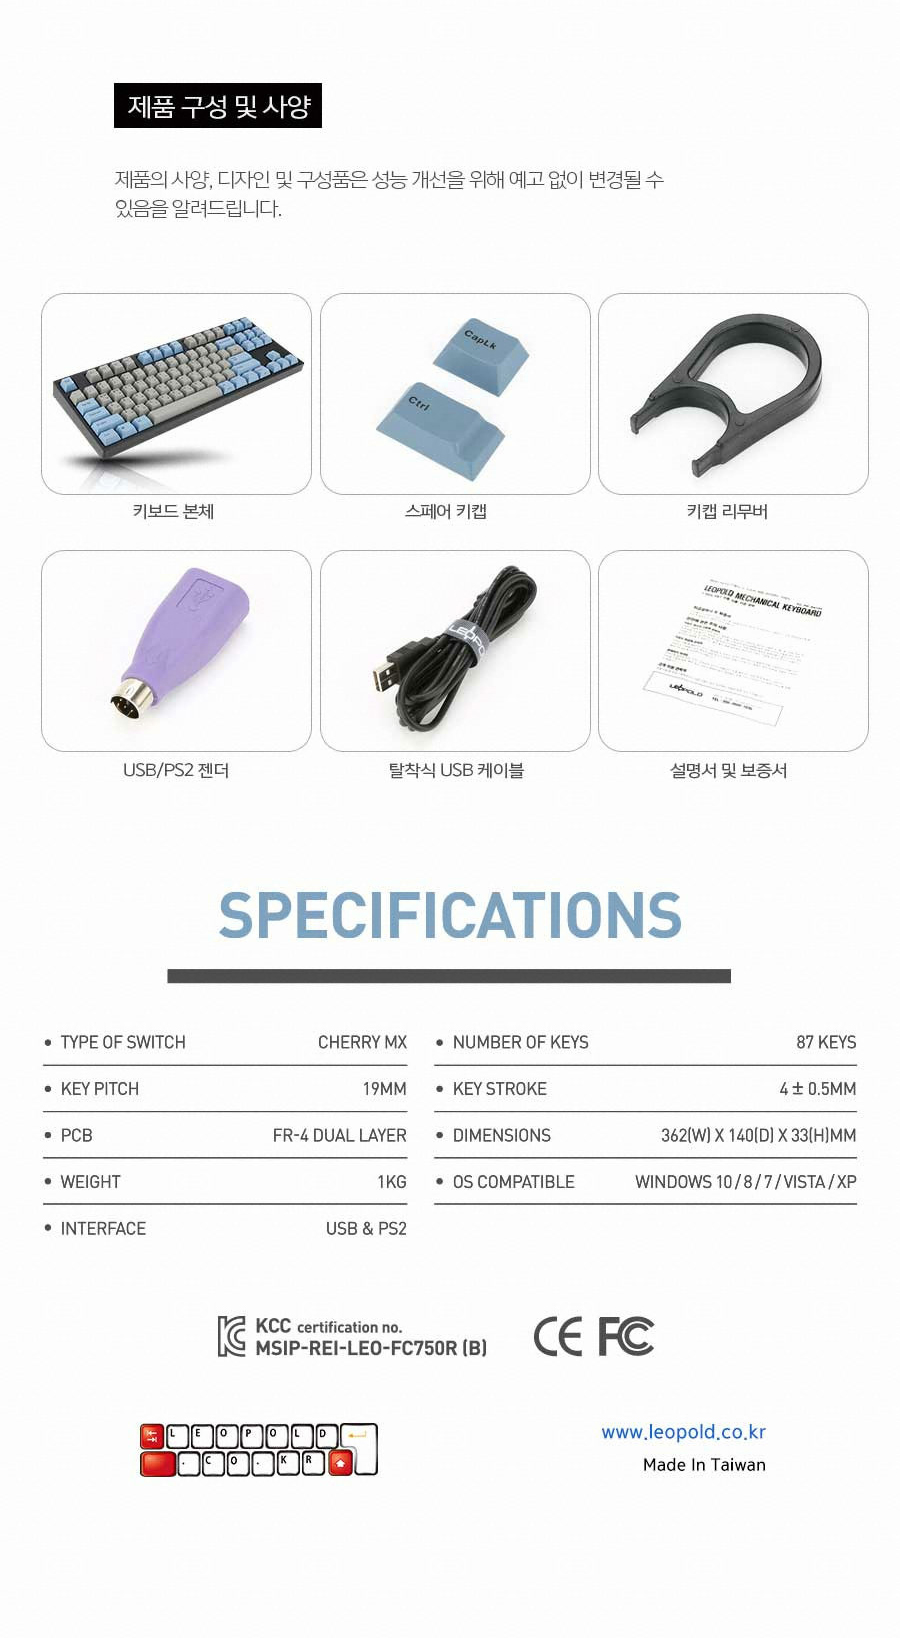 제품 구성 및 사양
제품의 사양, 디자인 및 구성품은 성능 개선을 위해 예고 없이 변경될 수
있음을 알려드립니다.
CapLk
Ctrl
키보드 본체
스페어 키캡
키캡 리무버
LEOPOLD
LEOPOLD MECHANICAL KEYBOARD
LEOPOLD
USB/PS2 젠더
탈착식 USB 케이블
설명서 및 보증서
SPECIFICATIONS
• TYPE OF SWITCH CHERRY MX
• NUMBER OF KEYS 87 KEYS
• KEY PITCH 19MM
• KEY STROKE 4 ± 0.5MM
• PCB FR-4 DUAL LAYER
• DIMENSIONS 362(W) X 140(D) X 33(H)MM
• WEIGHT 1KG
• OS COMPATIBLE WINDOWS 10 / 8 / 7 / VISTA / XP
• INTERFACE USB & PS2
KCC certification no.
MSIP-REI-LEO-FC750R (B)
CE FC
LEOPOLD
.CO.KR
www.leopold.co.kr
Made In Taiwan